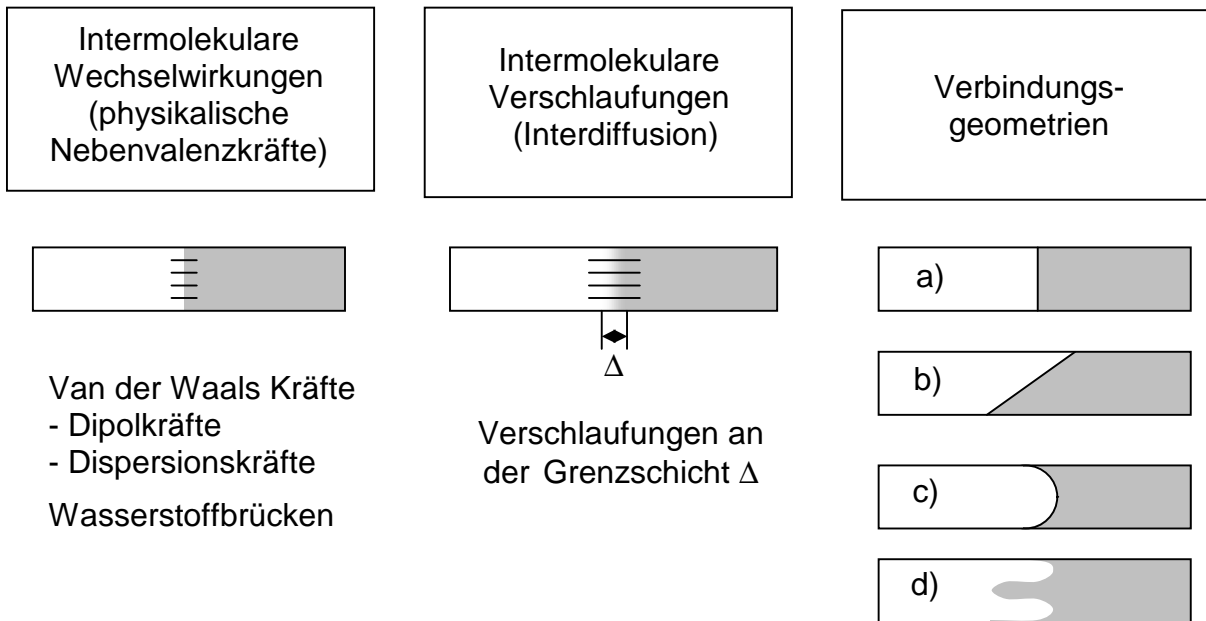 Intermolekulare
Wechselwirkungen
(physikalische
Nebenvalenzkräfte)
Intermolekulare
Verschlaufungen
(Interdiffusion)
Verbindungs-
geometrien
Δ
Van der Waals Kräfte
- Dipolkräfte
- Dispersionskräfte
Wasserstoffbrücken
Verschlaufungen an
der Grenzschicht Δ
a)
b)
c)
d)